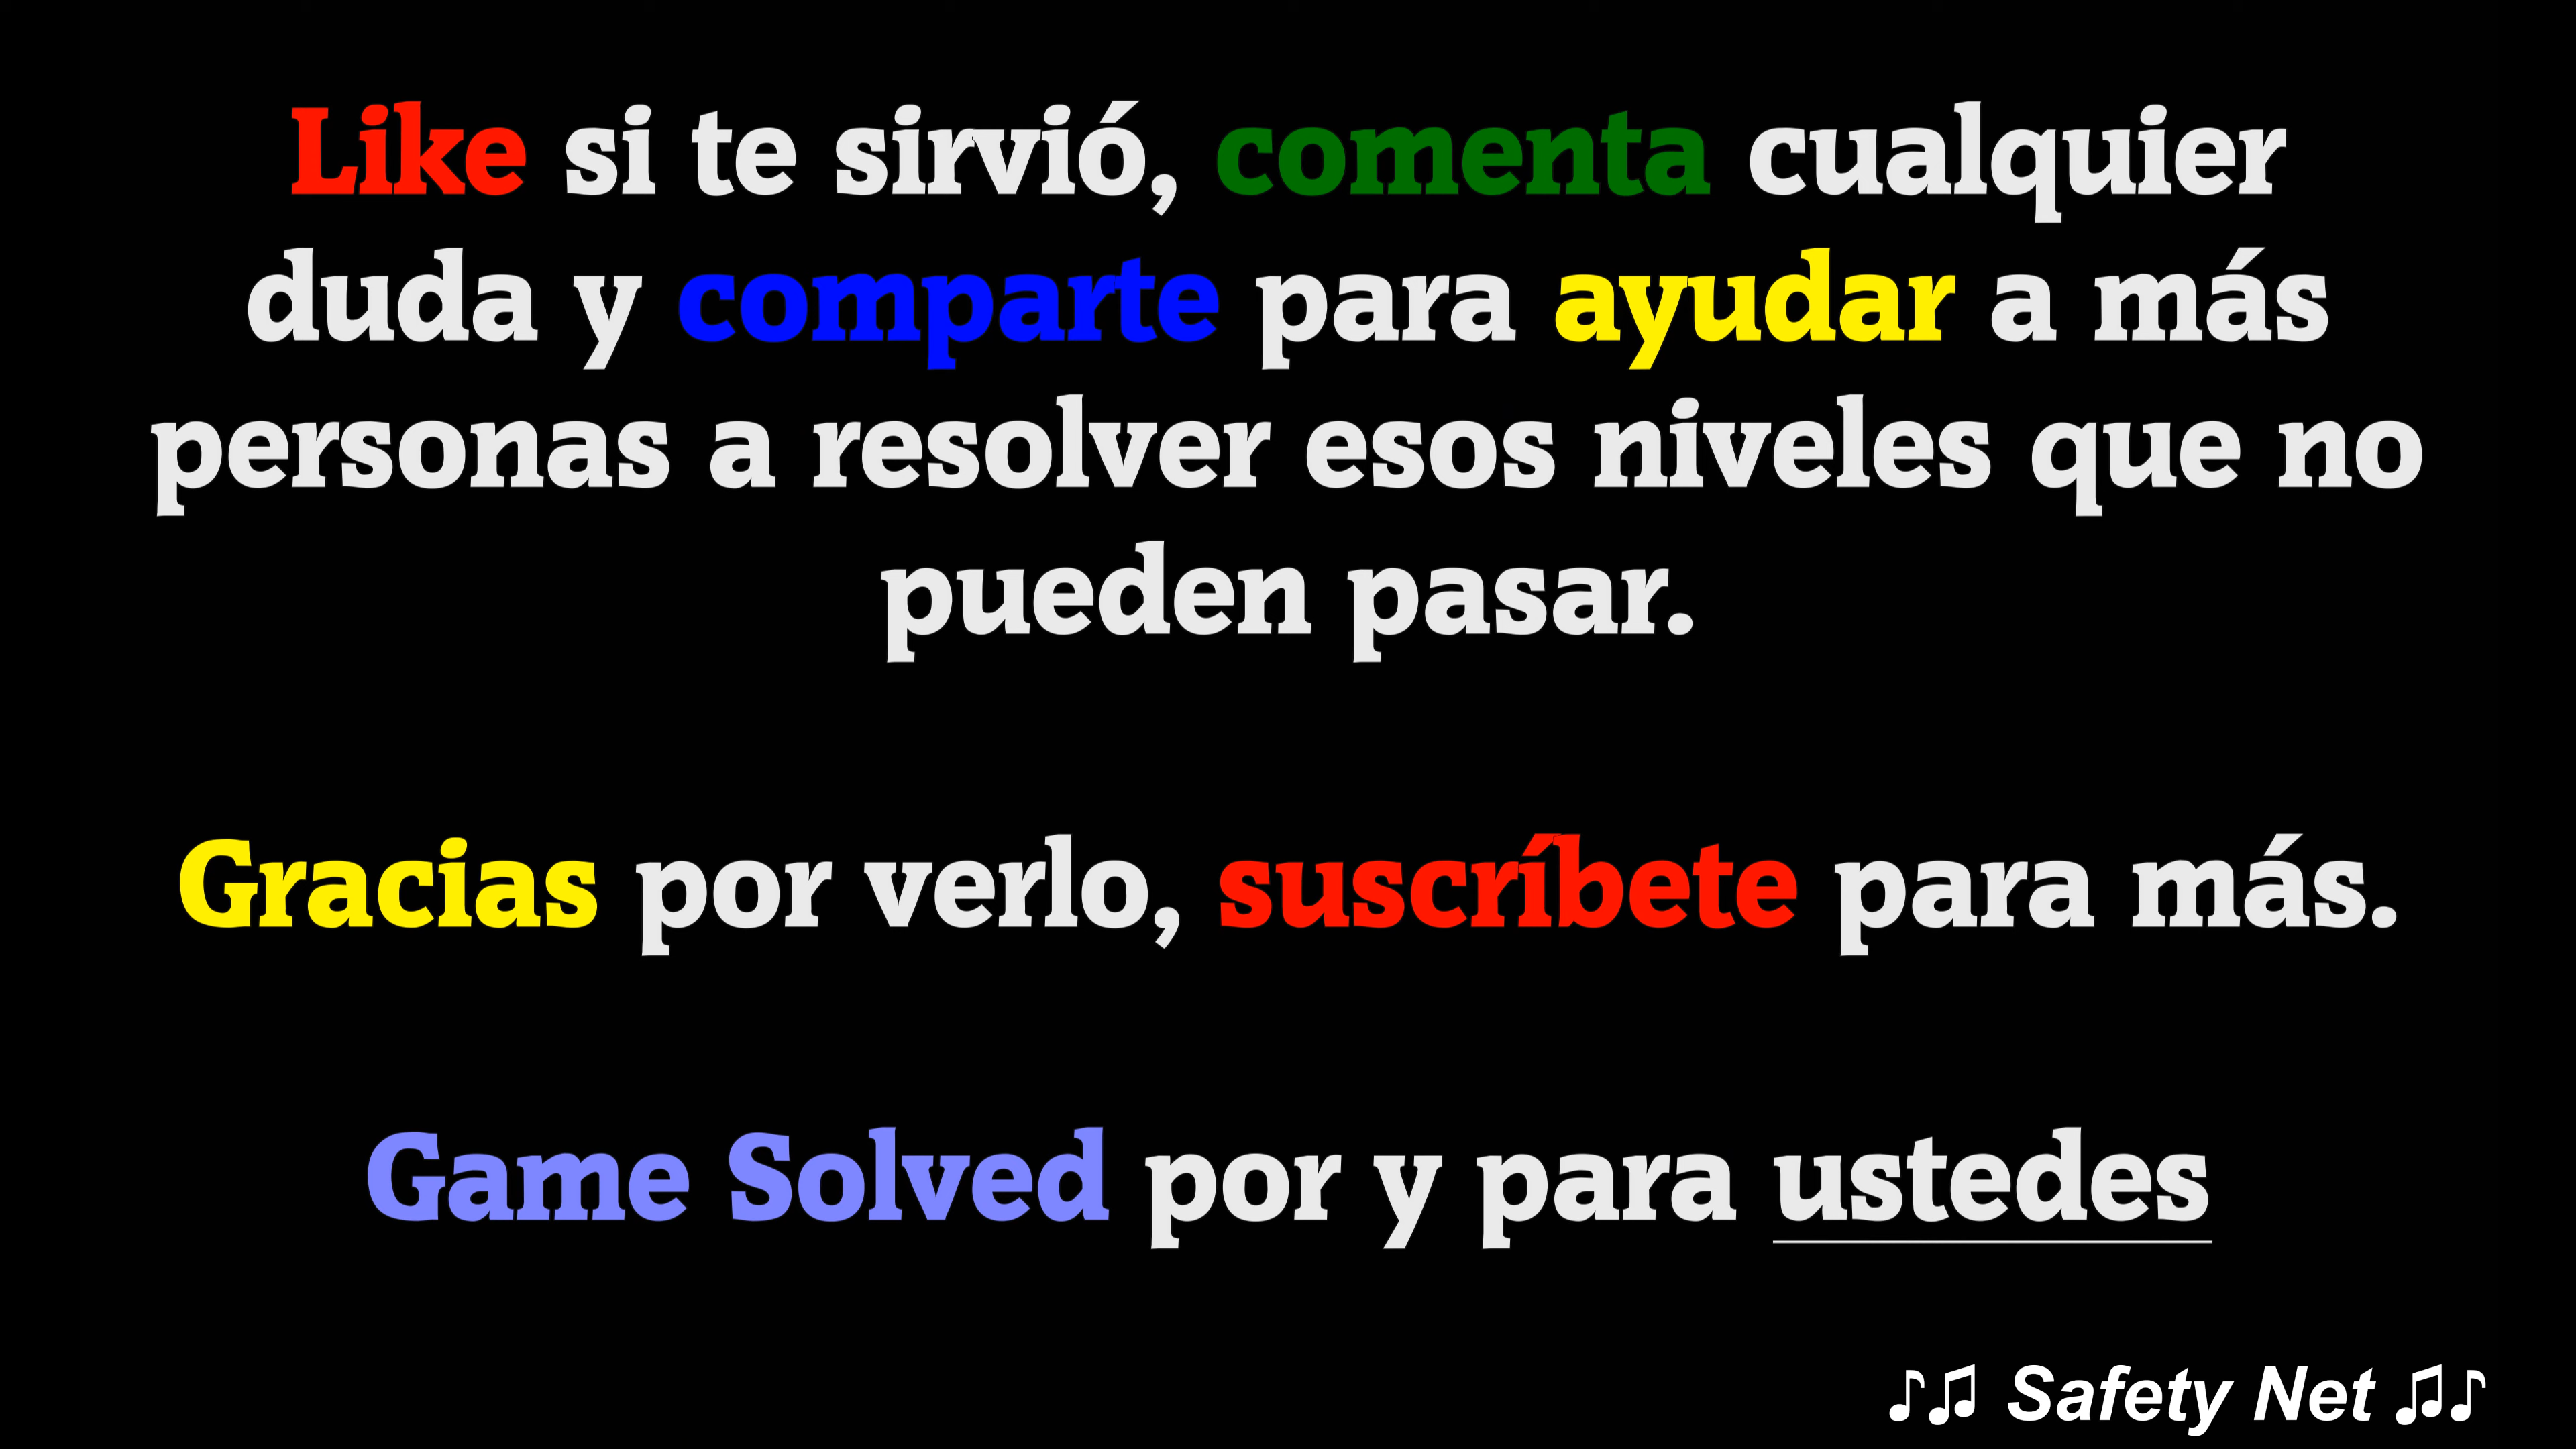 Like si te sirvió, comenta cualquier
duda y comparte para ayudar a más
personas a resolver esos niveles que no
pueden pasar.
Gracias por verlo, suscríbete para más.
Game Solved por y para ustedes
♪♫ Safety Net ♫♪